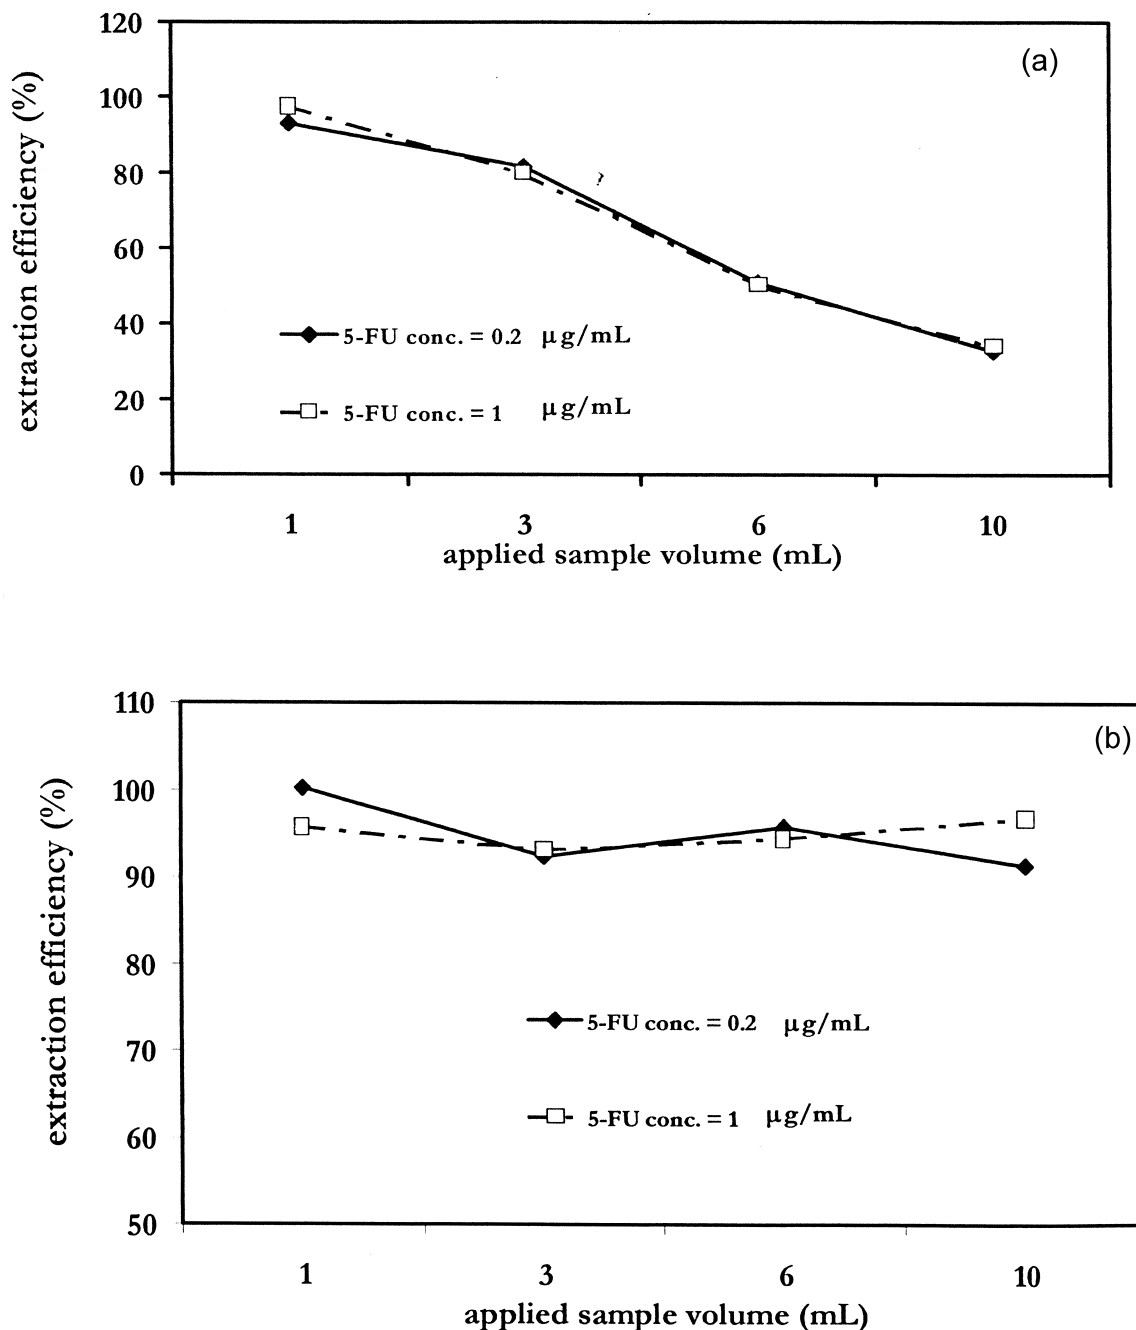 120
(a)
100
80
60
40
20
0
extraction efficiency (%)
5-FU conc. = 0.2 μg/mL
5-FU conc. = 1 μg/mL
1 3 6 10
applied sample volume (mL)
110
(b)
100
90
80
70
60
50
extraction efficiency (%)
5-FU conc. = 0.2 μg/mL
5-FU conc. = 1 μg/mL
1 3 6 10
applied sample volume (mL)